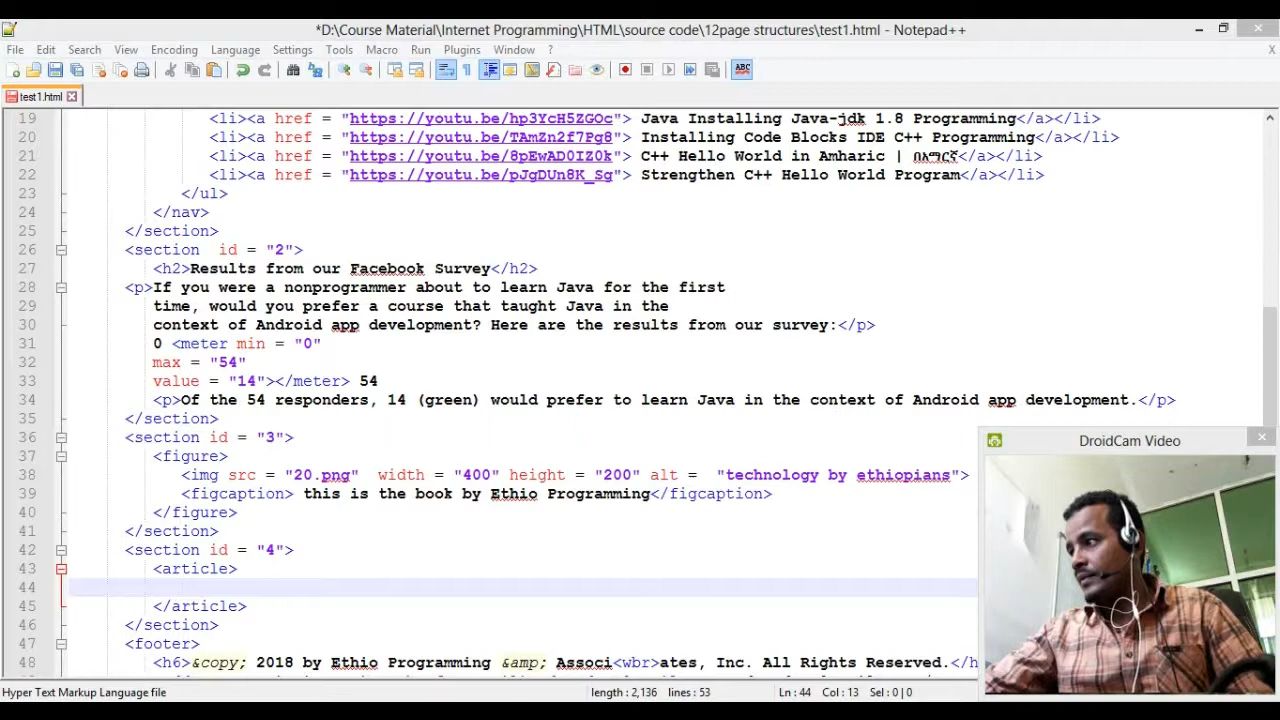 *D:\Course Material\Internet Programming\HTML\source code\12page structures\test1.html - Notepad++
File Edit Search View Encoding Language Settings Tools Macro Run Plugins Window ? X
ABC
test1.html
19 <li><a href = "https://youtu.be/hp3YcH5ZGOc"> Java Installing Java-jdk 1.8 Programming</a></li>
20 <li><a href = "https://youtu.be/TAmZn2f7Pg8"> Installing Code Blocks IDE C++ Programming</a></li>
21 <li><a href = "https://youtu.be/8pEwAD0IZ0k"> C++ Hello World in Amharic | በአማርኛ</a></li>
22 <li><a href = "https://youtu.be/pJgDUn8K_Sg"> Strengthen C++ Hello World Program</a></li>
23 </ul>
24 </nav>
25 </section>
26 <section id = "2">
27 <h2>Results from our Facebook Survey</h2>
28 <p>If you were a nonprogrammer about to learn Java for the first
29 time, would you prefer a course that taught Java in the
30 context of Android app development? Here are the results from our survey:</p>
31 0 <meter min = "0"
32 max = "54"
33 value = "14"></meter> 54
34 <p>Of the 54 responders, 14 (green) would prefer to learn Java in the context of Android app development.</p>
35 </section>
36 <section id = "3">
37 <figure>
38 <img src = "20.png" width = "400" height = "200" alt = "technology by ethiopians">
39 <figcaption> this is the book by Ethio Programming</figcaption>
40 </figure>
41 </section>
42 <section id = "4">
43 <article>
44
45 </article>
46 </section>
47 <footer>
48 <h6>&copy; 2018 by Ethio Programming &amp; Associ<wbr>ates, Inc. All Rights Reserved.</h
DroidCam Video
Hyper Text Markup Language file length : 2,136 lines : 53 Ln : 44 Col : 13 Sel : 0 | 0